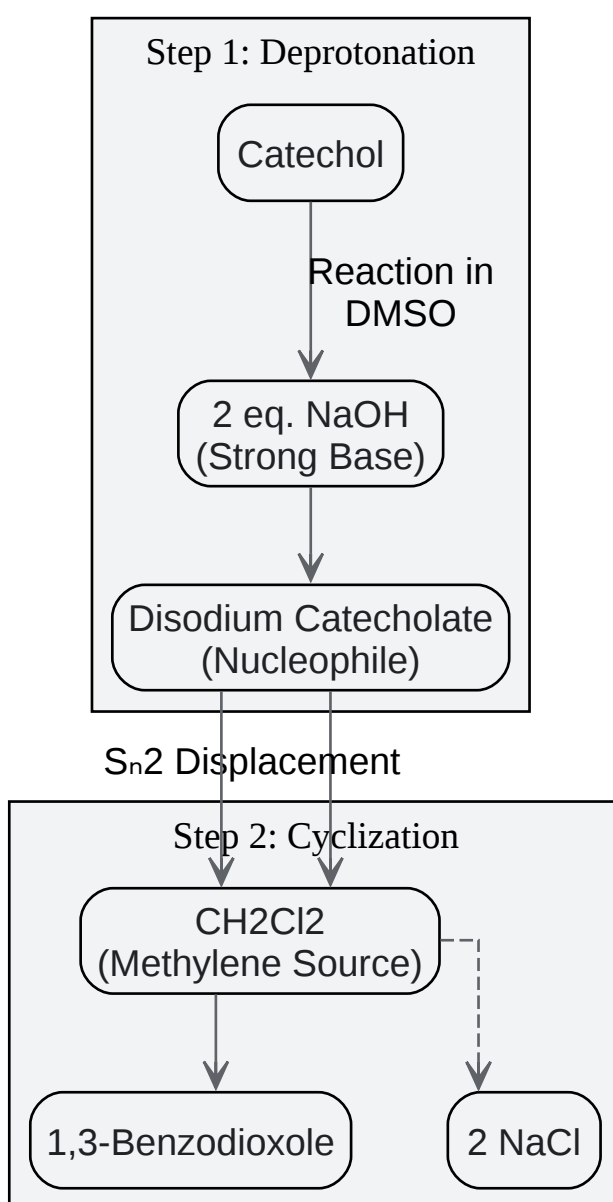 Step 1: Deprotonation
Catechol
Reaction in
DMSO
2 eq. NaOH
(Strong Base)
Disodium Catecholate
(Nucleophile)
Sₙ2 Displacement
Step 2: Cyclization
CH2Cl2
(Methylene Source)
1,3-Benzodioxole
2 NaCl